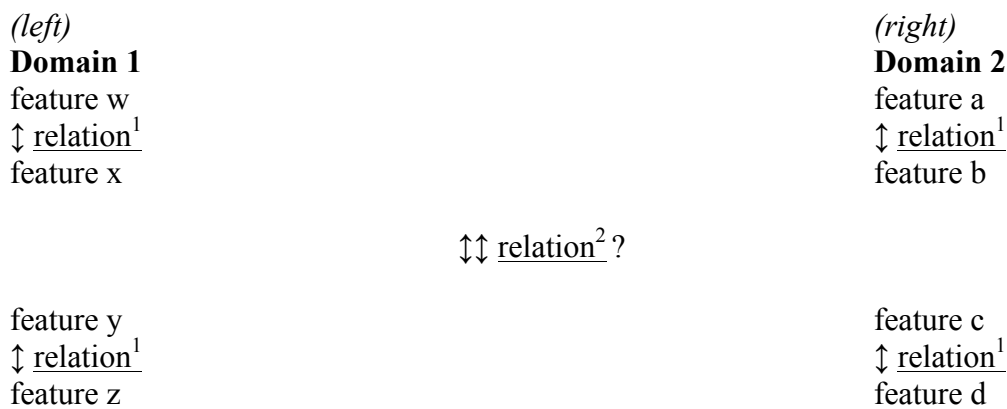 (left) (right)
Domain 1 Domain 2
feature w feature a
↕ relation¹ ↕ relation¹
feature x feature b
↕↕ relation² ?
feature y feature c
↕ relation¹ ↕ relation¹
feature z feature d